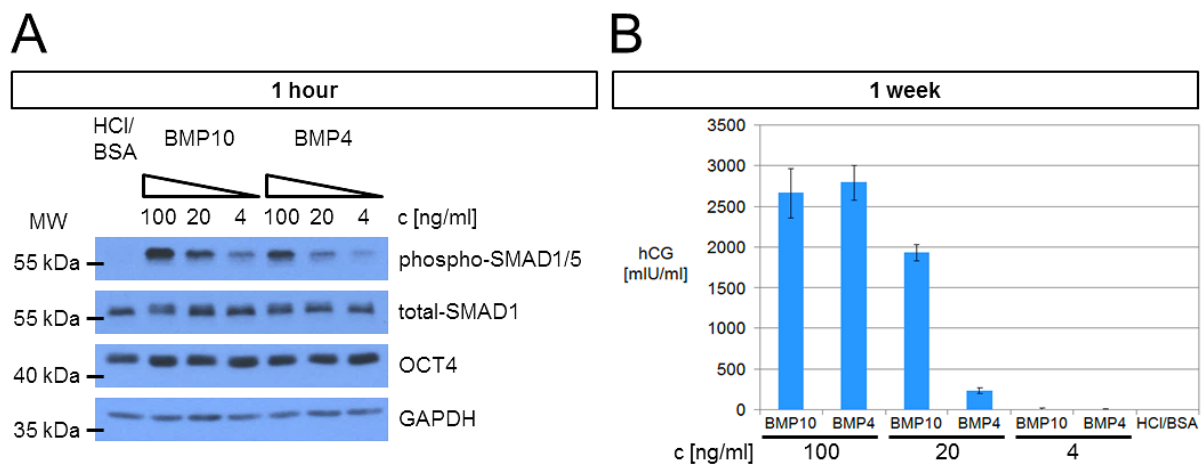 A
1 hour
HCl/
BSA
BMP10
BMP4
MW
100 20 4 100 20 4 c [ng/ml]
55 kDa
phospho-SMAD1/5
55 kDa
total-SMAD1
40 kDa
OCT4
35 kDa
GAPDH
B
1 week
3500
3000
2500
2000
1500
1000
500
0
hCG
[mIU/ml]
BMP10 BMP4 BMP10 BMP4 BMP10 BMP4 HCl/BSA
c [ng/ml] 100 20 4